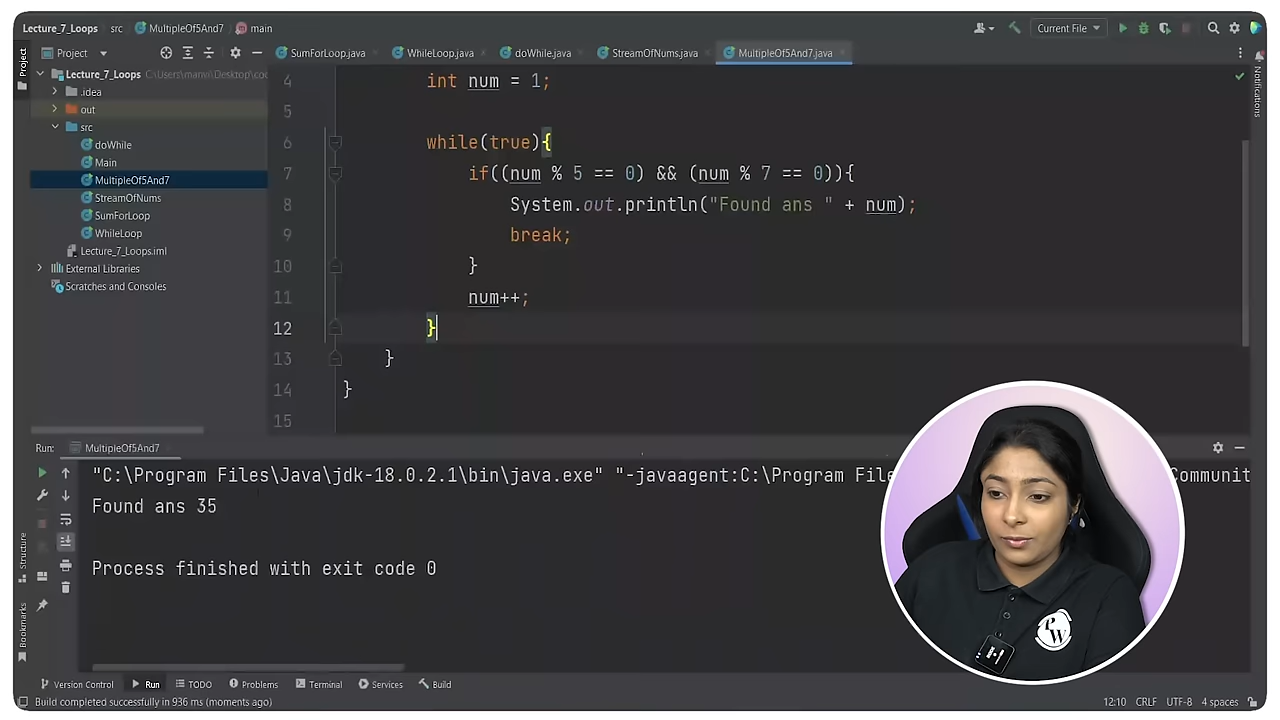 Lecture_7_Loops src MultipleOf5And7 main
Current File
Project
SumForLoop.java WhileLoop.java doWhile.java StreamOfNums.java MultipleOf5And7.java
Project
Lecture_7_Loops
.idea
out
src
doWhile
Main
MultipleOf5And7
StreamOfNums
SumForLoop
WhileLoop
Lecture_7_Loops.iml
External Libraries
Scratches and Consoles
4 int num = 1;
5
6 while(true){
7 if((num % 5 == 0) && (num % 7 == 0)){
8 System.out.println("Found ans " + num);
9 break;
10 }
11 num++;
12 }
13 }
14 }
15
Notifications
Run: MultipleOf5And7
"C:\Program Files\Java\jdk-18.0.2.1\bin\java.exe" "-javaagent:C:\Program
Found ans 35
Process finished with exit code 0
Structure
Bookmarks
PW
Version Control Run TODO Problems Terminal Services Build
Build completed successfully in 936 ms (moments ago)
12:10 CRLF UTF-8 4 spaces